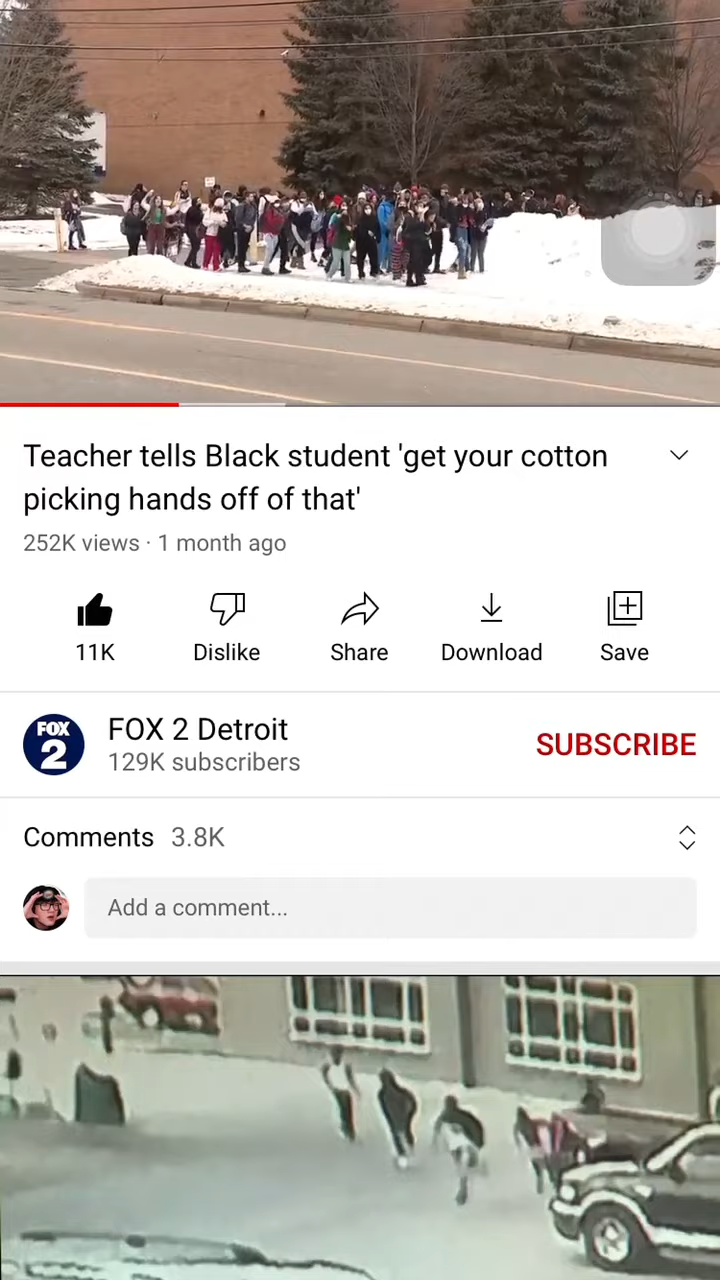 Teacher tells Black student 'get your cotton
picking hands off of that'
252K views · 1 month ago
11K
Dislike
Share
Download
Save
FOX
2
FOX 2 Detroit
129K subscribers
SUBSCRIBE
Comments 3.8K
Add a comment...